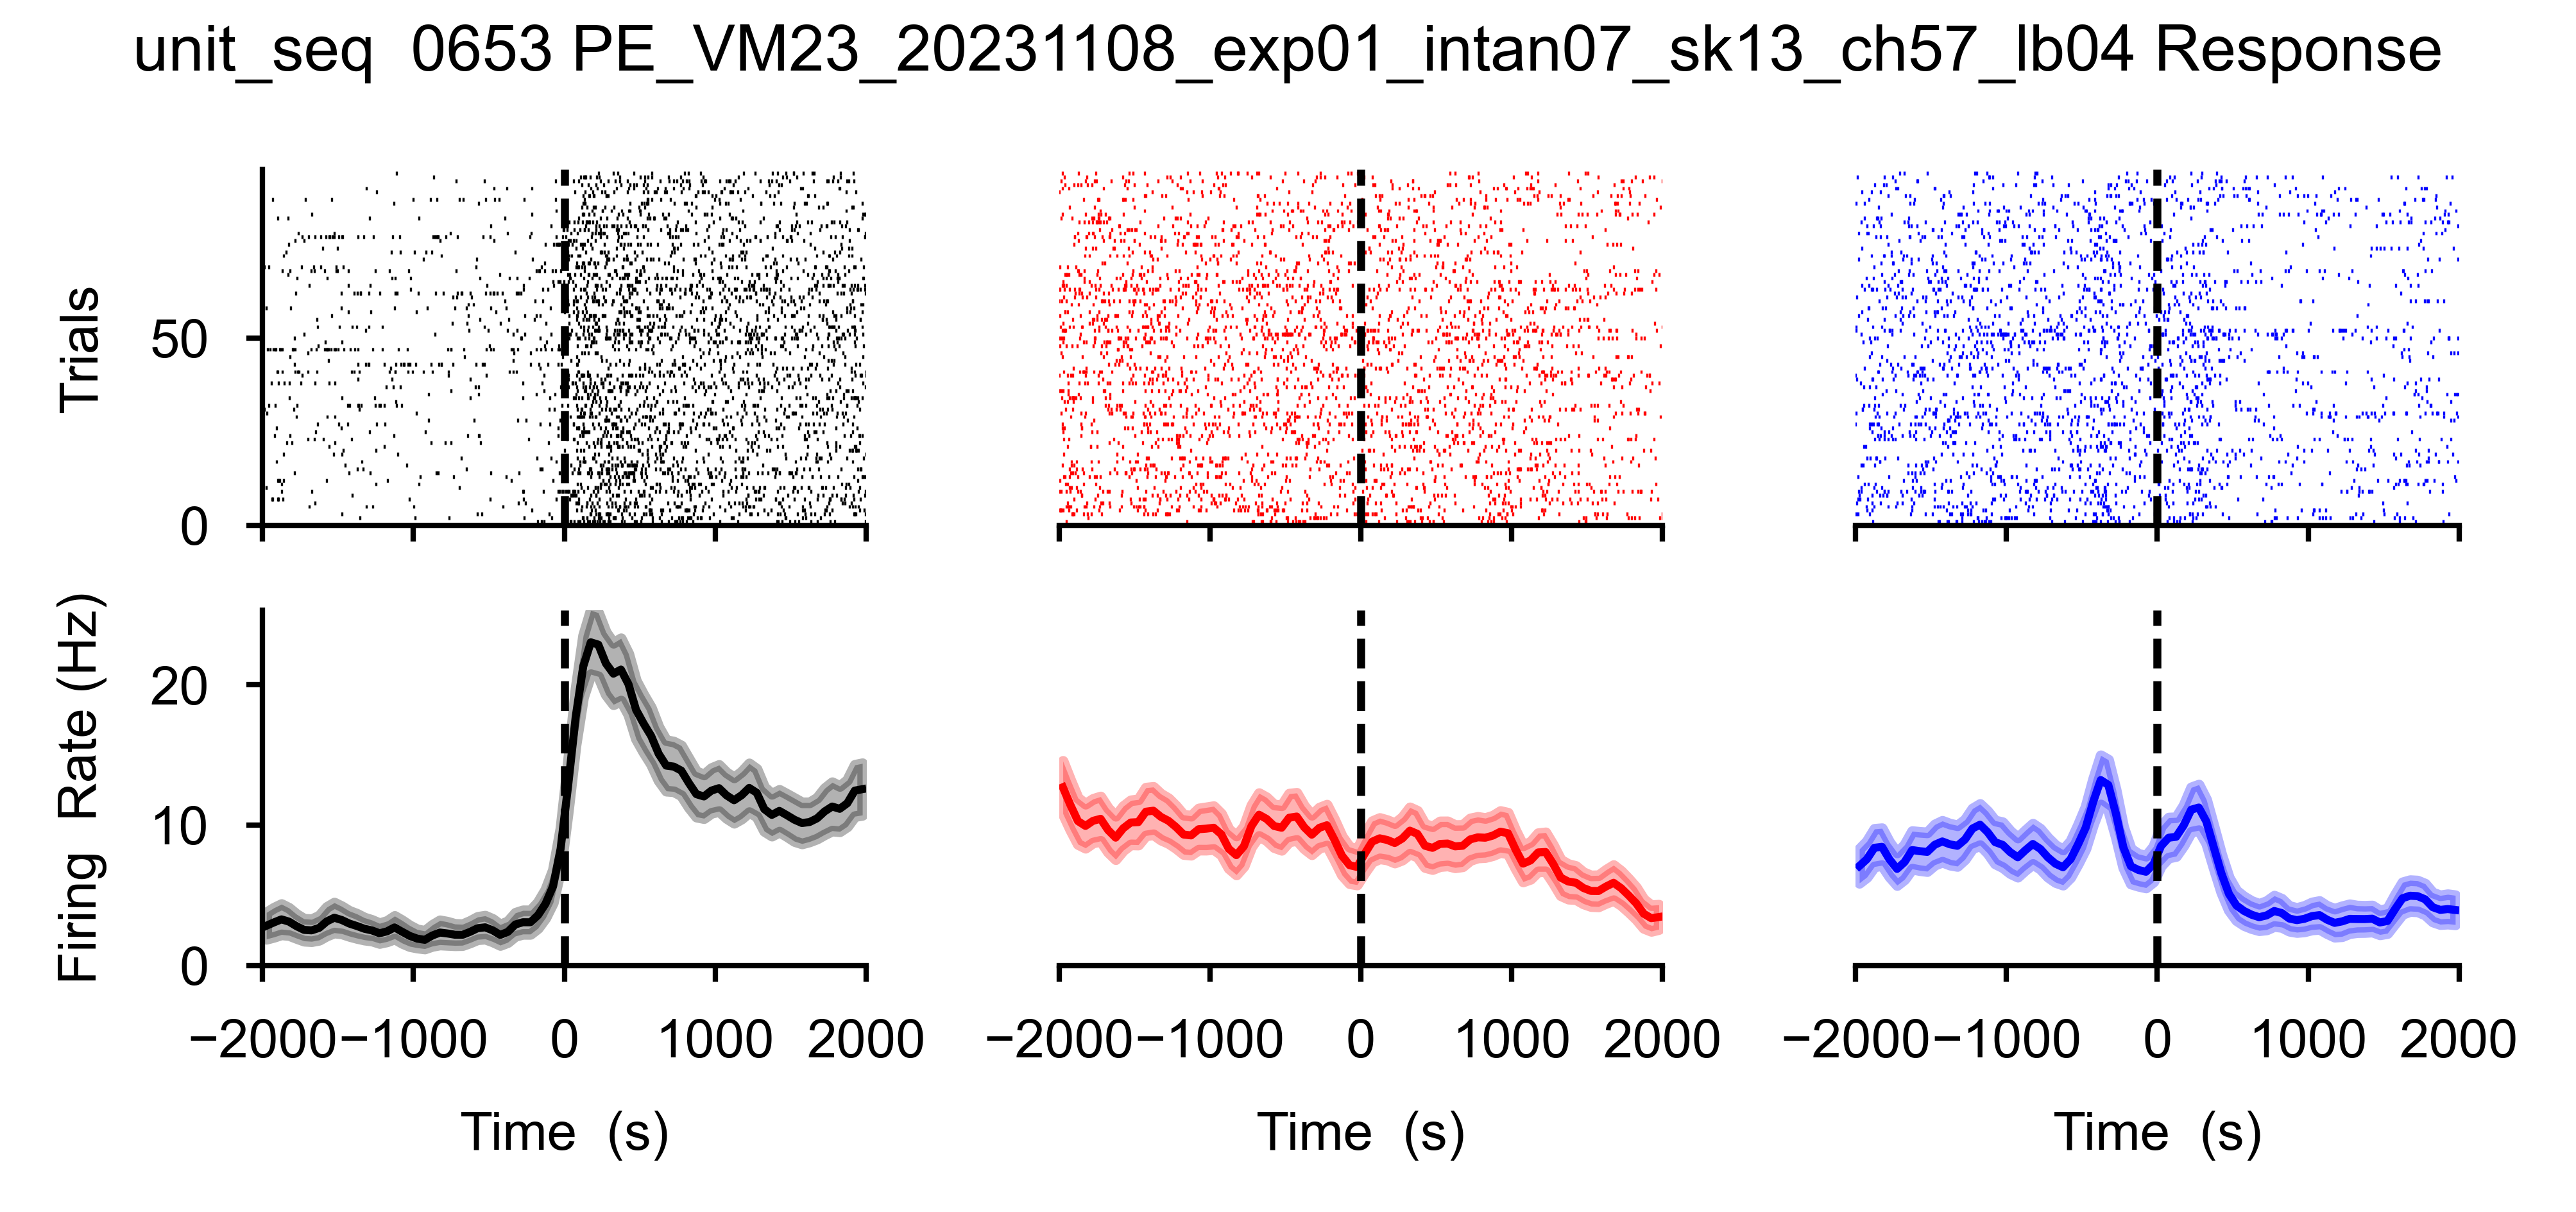 unit_seq  0653 PE_VM23_20231108_exp01_intan07_sk13_ch57_lb04 Response
Trials
50
0
Firing  Rate (Hz)
20
10
0
−2000 −1000 0 1000 2000
−2000 −1000 0 1000 2000
−2000 −1000 0 1000 2000
Time  (s)
Time  (s)
Time  (s)